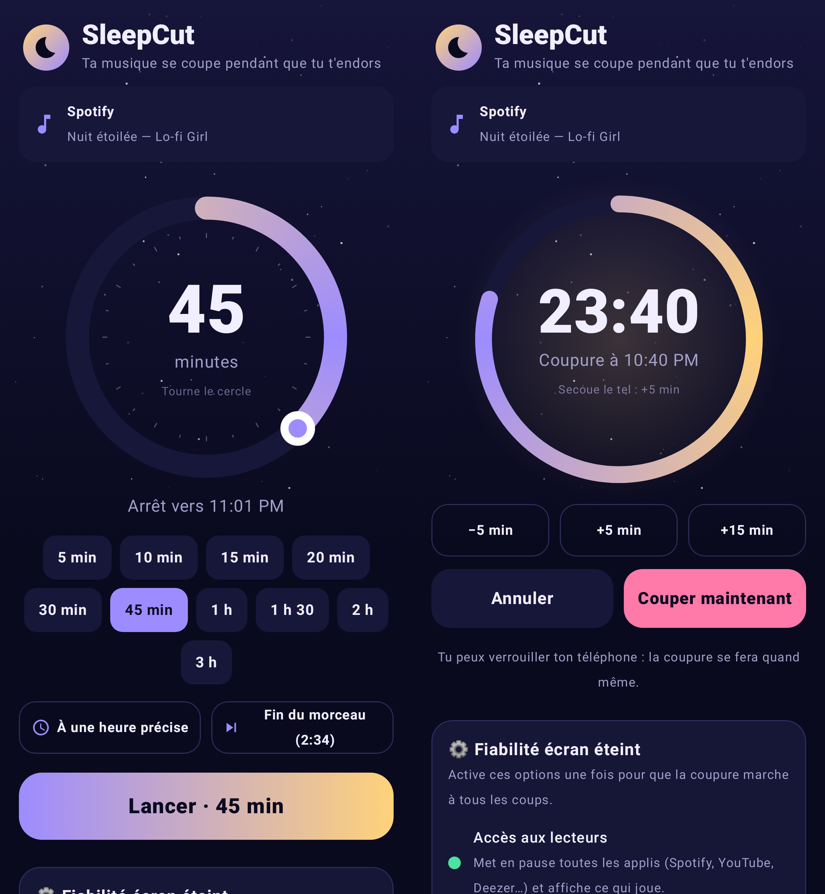 SleepCut
Ta musique se coupe pendant que tu t'endors
Spotify
Nuit étoilée — Lo-fi Girl
45
minutes
Tourne le cercle
Arrêt vers 11:01 PM
5 min
10 min
15 min
20 min
30 min
45 min
1 h
1 h 30
2 h
3 h
À une heure précise
Fin du morceau
(2:34)
Lancer · 45 min
Fiabilité écran éteint
SleepCut
Ta musique se coupe pendant que tu t'endors
Spotify
Nuit étoilée — Lo-fi Girl
23:40
Coupure à 10:40 PM
Secoue le tel : +5 min
−5 min
+5 min
+15 min
Annuler
Couper maintenant
Tu peux verrouiller ton téléphone : la coupure se fera quand
même.
Fiabilité écran éteint
Active ces options une fois pour que la coupure marche
à tous les coups.
Accès aux lecteurs
Met en pause toutes les applis (Spotify, YouTube,
Deezer…) et affiche ce qui joue.